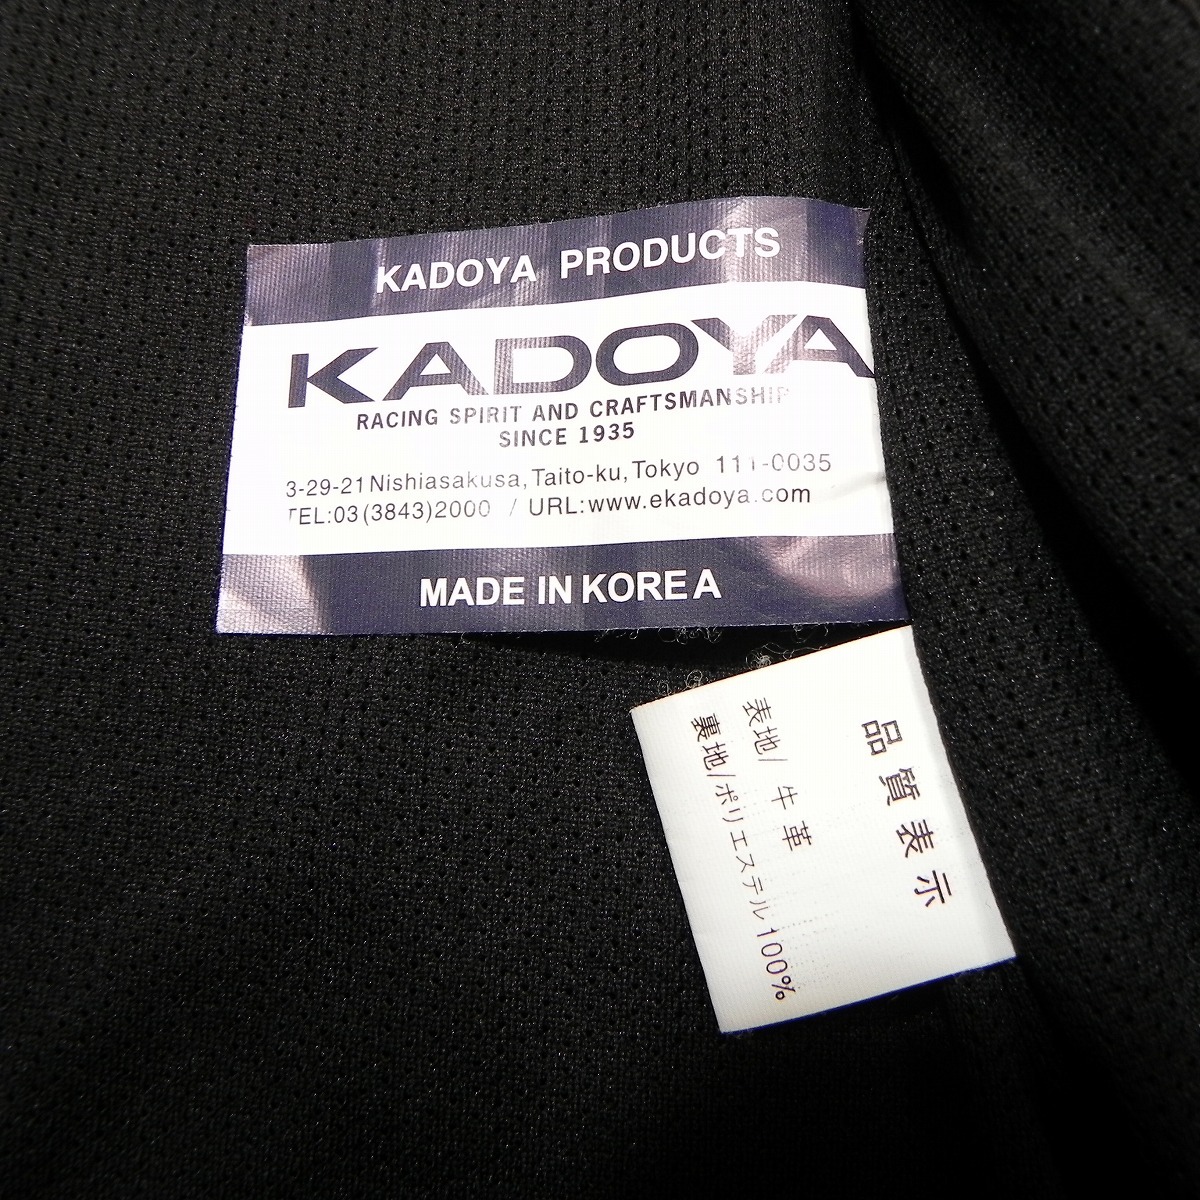 KADOYA PRODUCTS
KADOYA
RACING SPIRIT AND CRAFTSMANSHIP
SINCE 1935
3-29-21 Nishiasakusa, Taito-ku, Tokyo 111-0035
TEL:03(3843)2000 / URL:www.ekadoya.com
MADE IN KOREA
品質表示
表地/ 牛革
裏地/ポリエステル100%